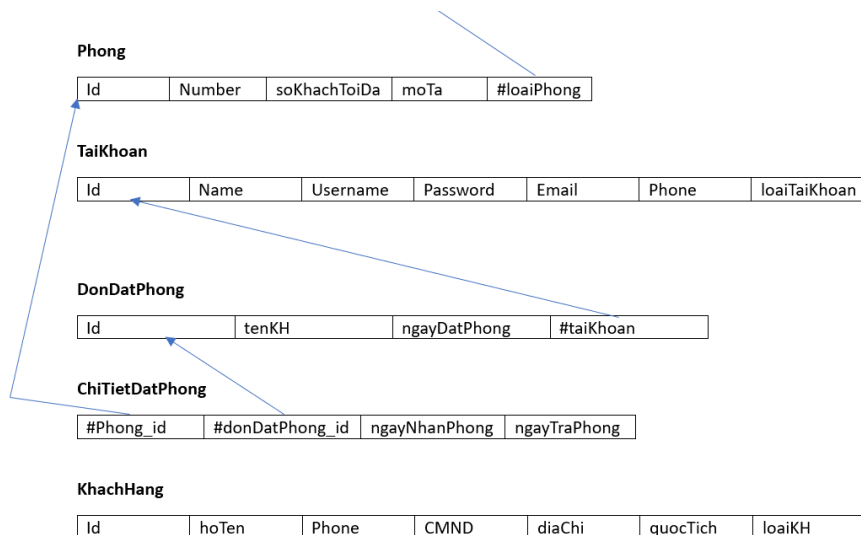 Phong
Id Number soKhachToiDa moTa #loaiPhong
TaiKhoan
Id Name Username Password Email Phone loaiTaiKhoan
DonDatPhong
Id tenKH ngayDatPhong #taiKhoan
ChiTietDatPhong
#Phong_id #donDatPhong_id ngayNhanPhong ngayTraPhong
KhachHang
Id hoTen Phone CMND diaChi quocTich loaiKH